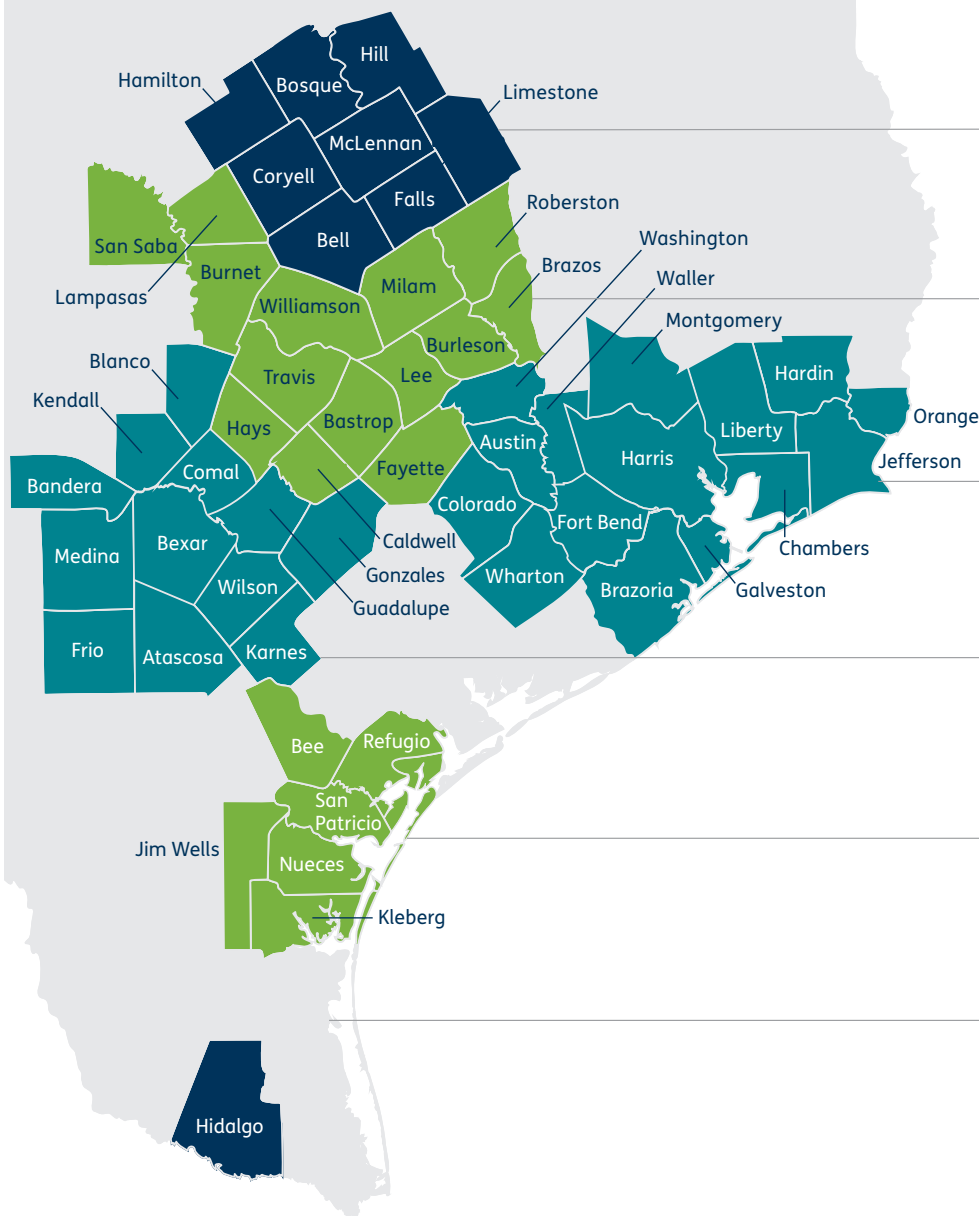 Hill
Hamilton
Bosque
Limestone
McLennan
Coryell
Falls
Roberston
Washington
San Saba
Bell
Brazos
Burnet
Waller
Milam
Lampasas
Williamson
Montgomery
Burleson
Blanco
Hardin
Travis
Lee
Kendall
Orange
Bastrop
Hays
Liberty
Austin
Harris
Jefferson
Fayette
Comal
Bandera
Colorado
Fort Bend
Caldwell
Bexar
Chambers
Medina
Gonzales
Wharton
Wilson
Brazoria
Galveston
Guadalupe
Frio
Karnes
Atascosa
Refugio
Bee
San
Patricio
Jim Wells
Nueces
Kleberg
Hidalgo